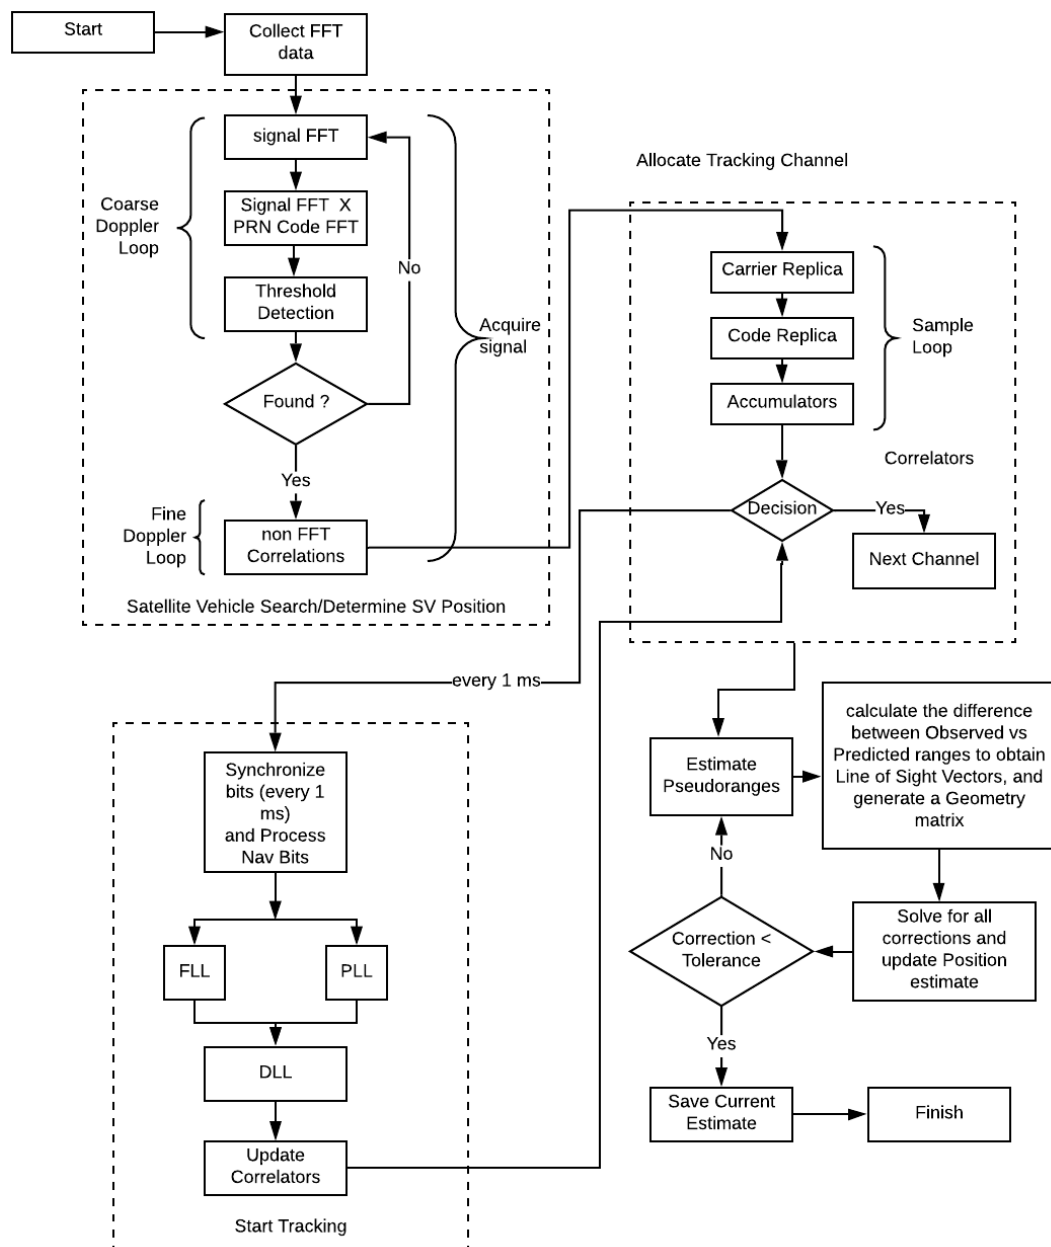 Start
Collect FFT
data
signal FFT
Coarse
Doppler
Loop
Signal FFT X
PRN Code FFT
No
Threshold
Detection
Acquire
signal
Found ?
Yes
Fine
Doppler
Loop
non FFT
Correlations
Satellite Vehicle Search/Determine SV Position
Allocate Tracking Channel
Carrier Replica
Code Replica
Sample
Loop
Accumulators
Correlators
Decision
Yes
Next Channel
every 1 ms
Synchronize
bits (every 1
ms)
and Process
Nav Bits
FLL
PLL
DLL
Update
Correlators
Start Tracking
Estimate
Pseudoranges
calculate the difference
between Observed vs
Predicted ranges to obtain
Line of Sight Vectors, and
generate a Geometry
matrix
No
Correction <
Tolerance
Solve for all
corrections and
update Position
estimate
Yes
Save Current
Estimate
Finish